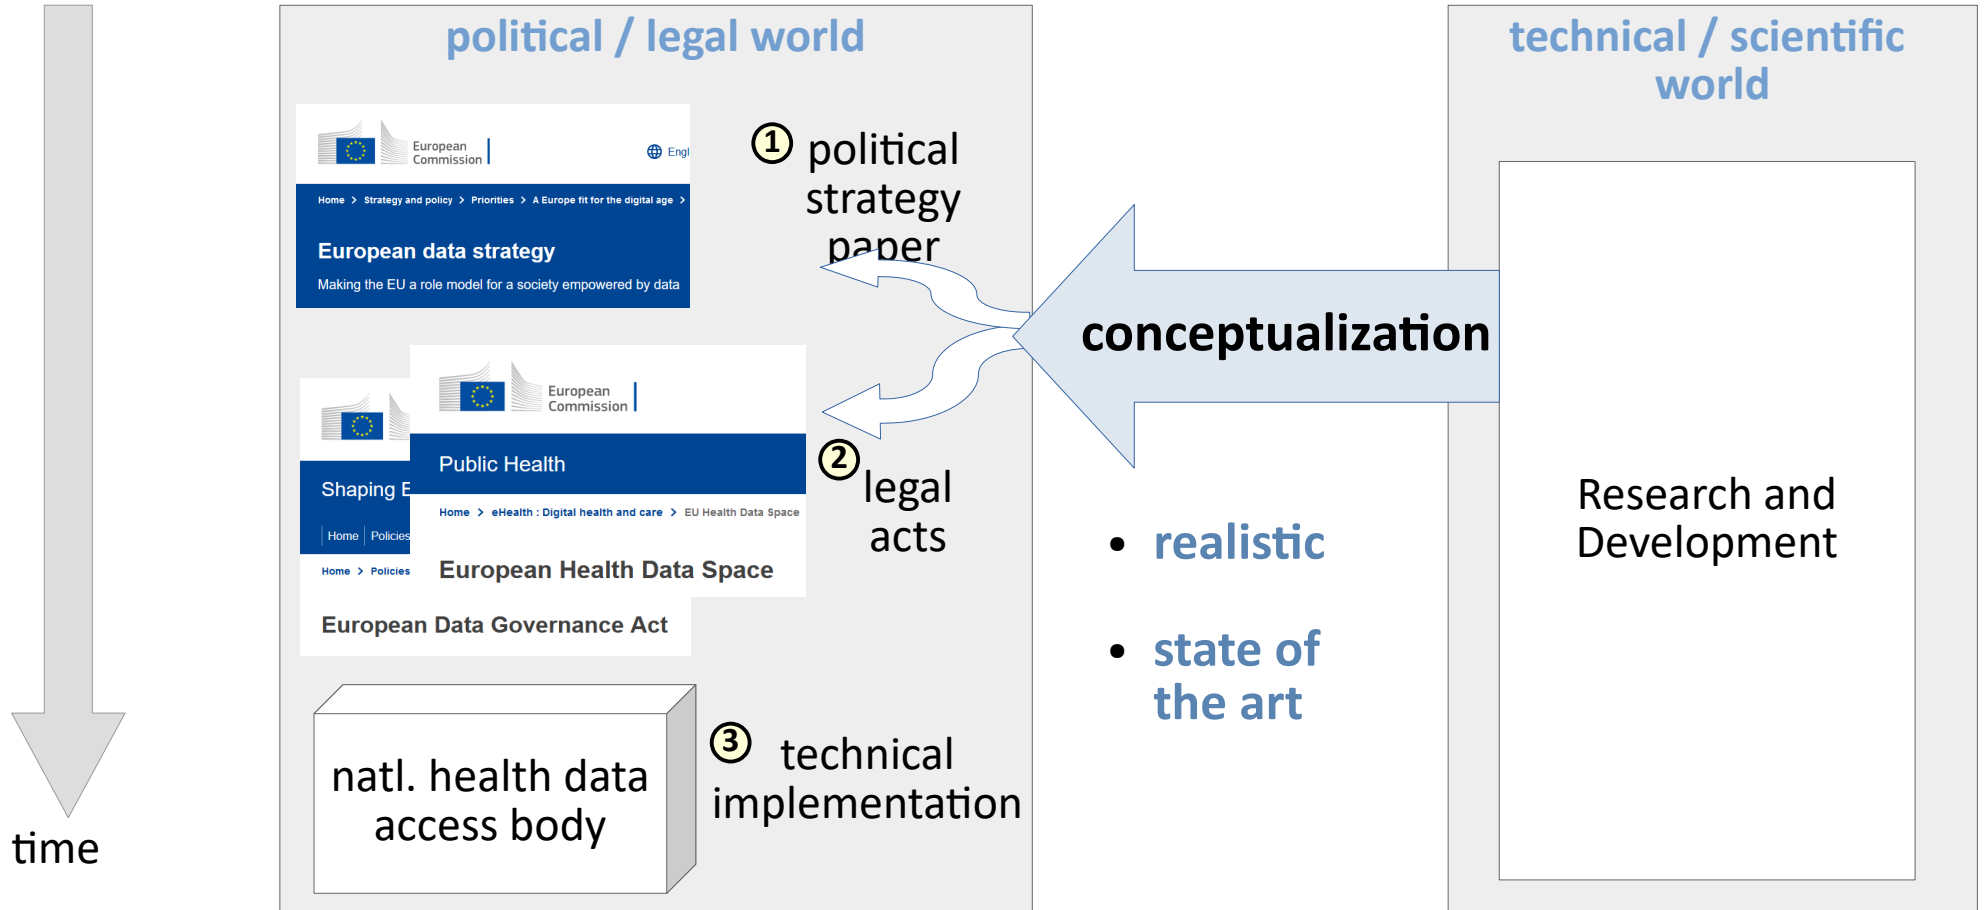 political / legal world
European
Commission
Engl
Home > Strategy and policy > Priorities > A Europe fit for the digital age >
European data strategy
Making the EU a role model for a society empowered by data
1
political
strategy
paper
European
Commission
Public Health
Home > eHealth : Digital health and care > EU Health Data Space
European Health Data Space
Shaping E
Home | Policies
Home > Policies
European Data Governance Act
2
legal
acts
natl. health data
access body
3
technical
implementation
time
conceptualization
• realistic
• state of
the art
technical / scientific
world
Research and
Development